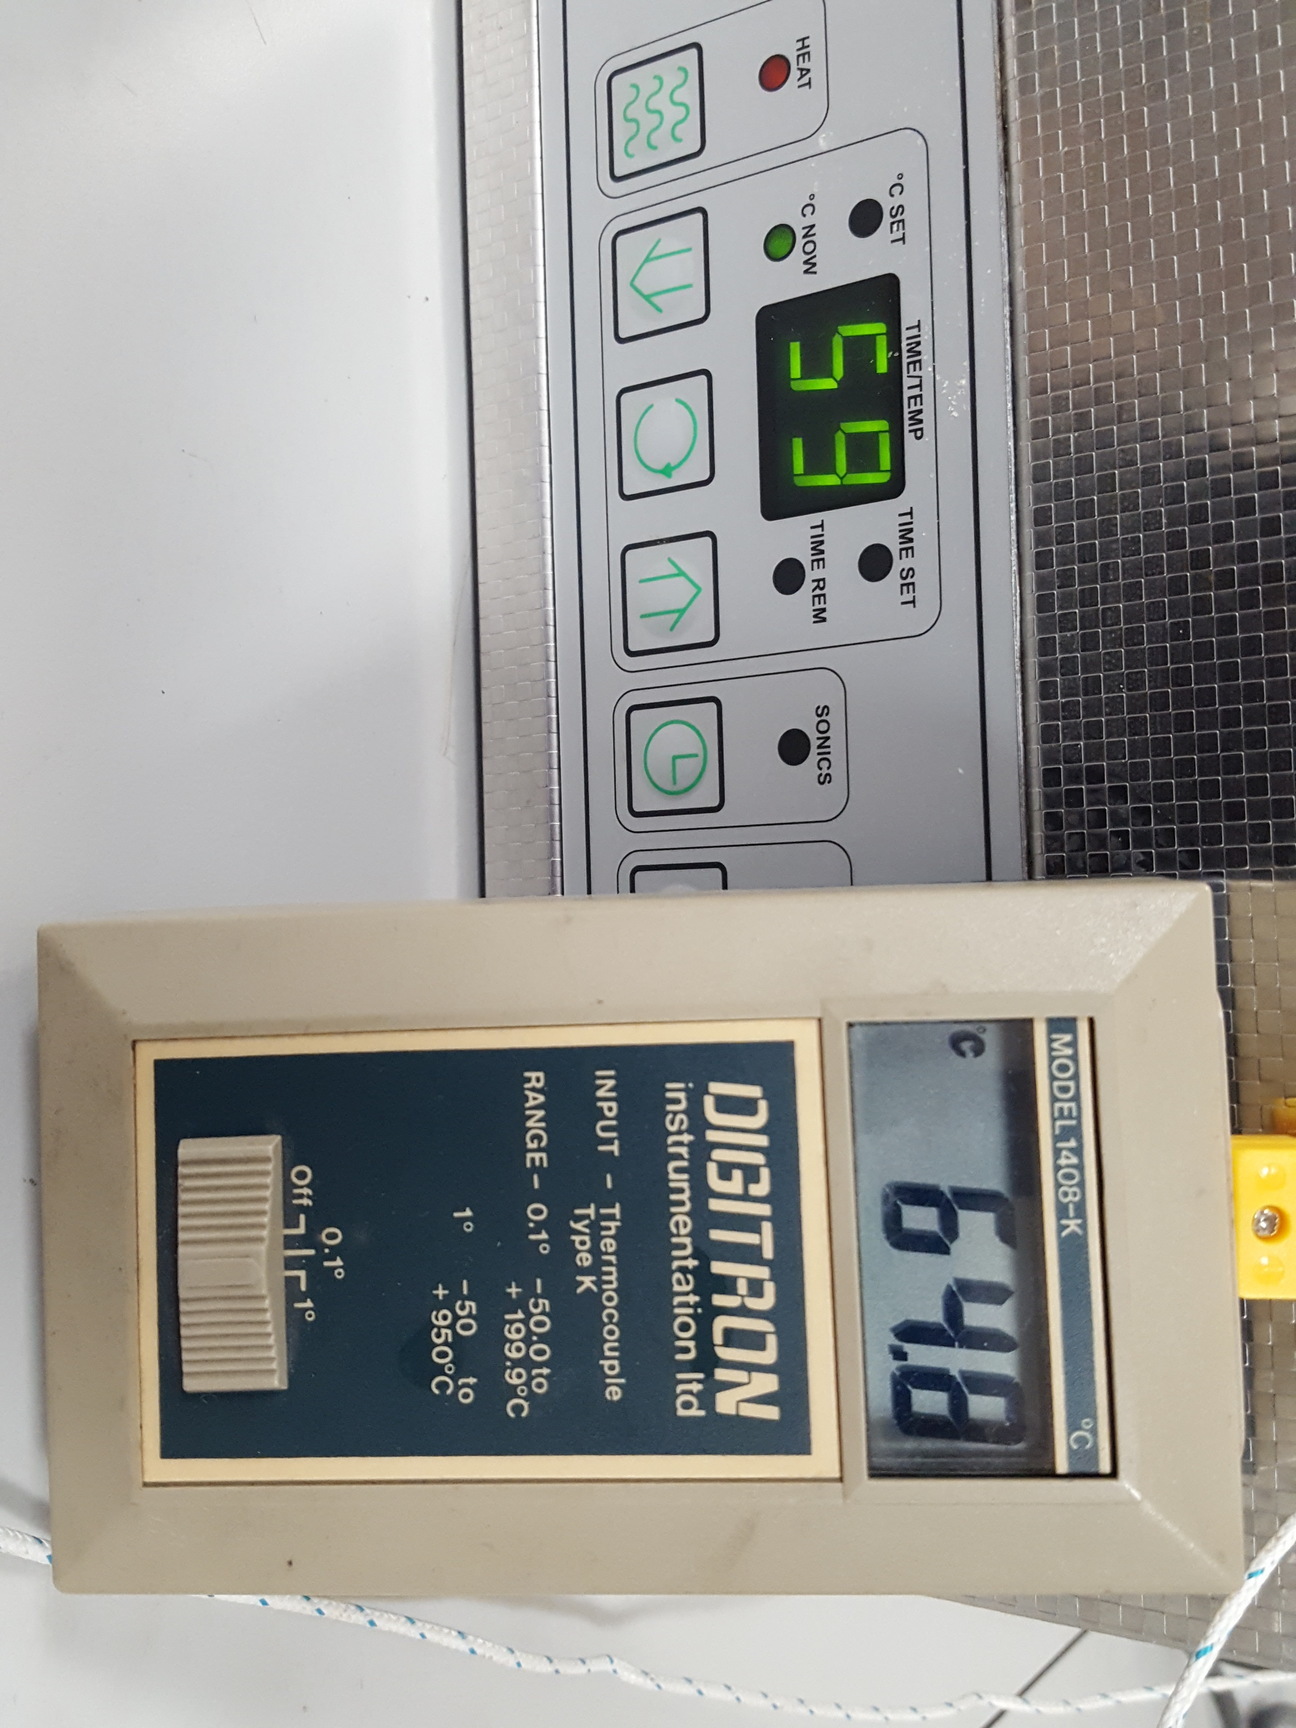 HEAT
°C SET
°C NOW
TIME/TEMP
59
TIME SET
TIME REM
SONICS
MODEL 1408-K °C
°C
64.8
DIGITRON
instrumentation ltd
INPUT - Thermocouple
Type K
RANGE - 0.1° -50.0 to
+199.9°C
1° -50 to
+950°C
0.1°
Off 1°